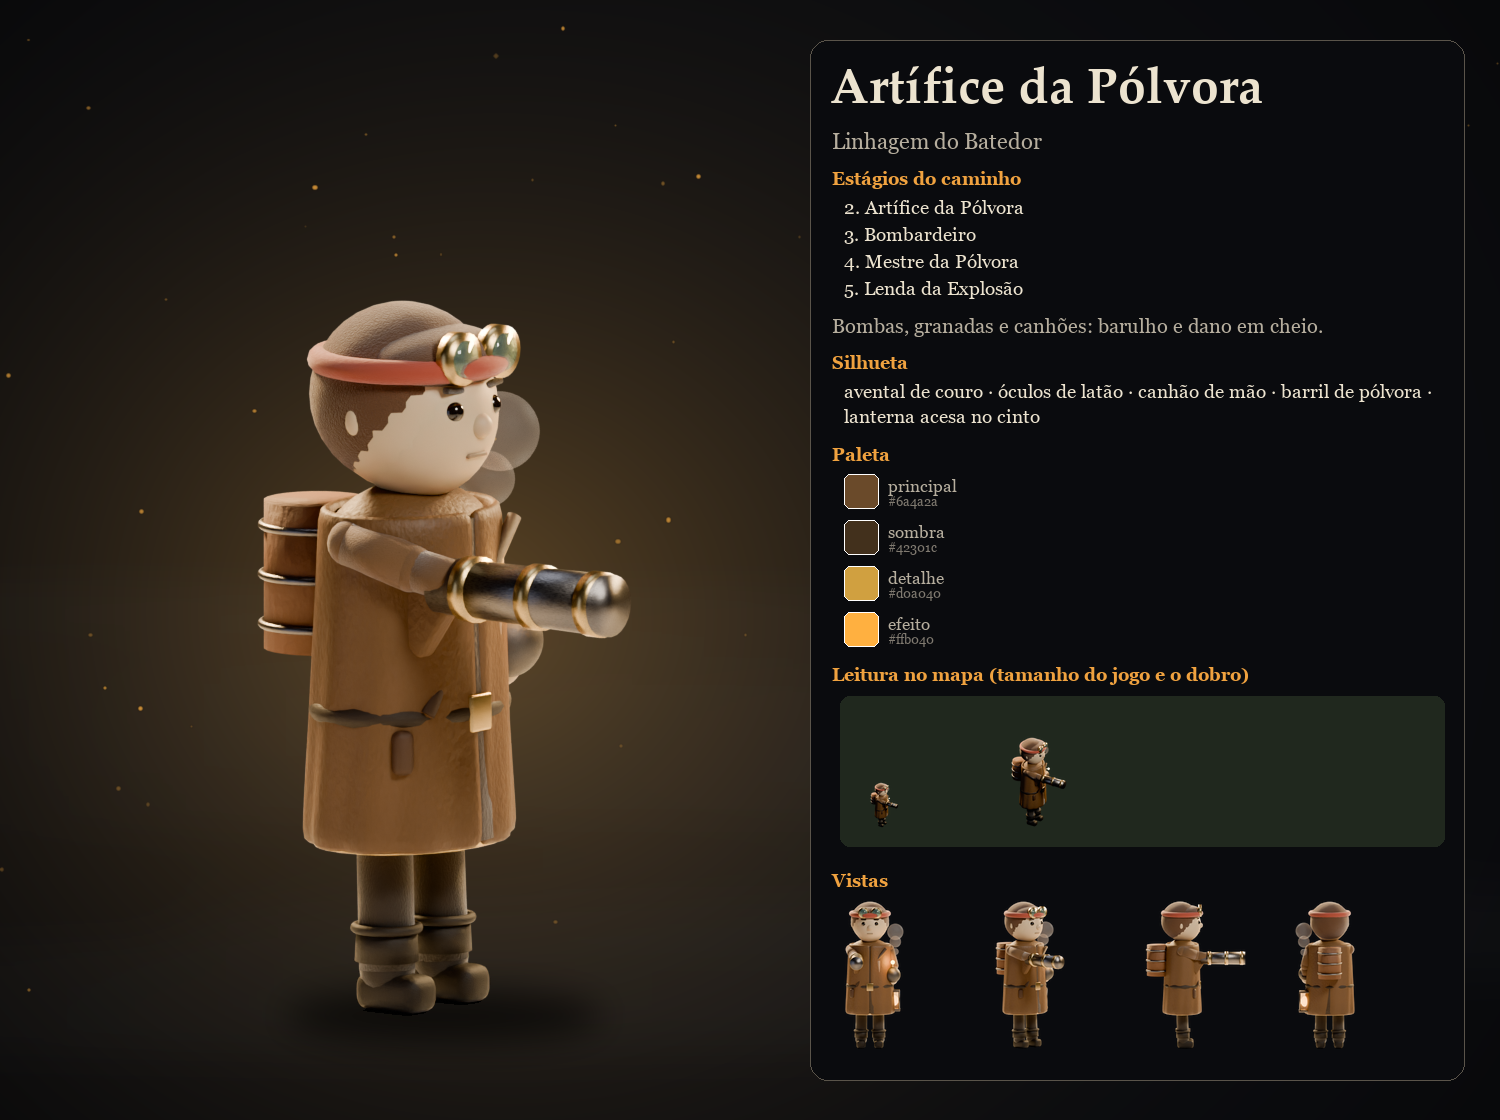 Artífice da Pólvora
Linhagem do Batedor
Estágios do caminho
2. Artífice da Pólvora
3. Bombardeiro
4. Mestre da Pólvora
5. Lenda da Explosão
Bombas, granadas e canhões: barulho e dano em cheio.
Silhueta
avental de couro · óculos de latão · canhão de mão · barril de pólvora ·
lanterna acesa no cinto
Paleta
principal
#6a4a2a
sombra
#42301c
detalhe
#d0a040
efeito
#ffb040
Leitura no mapa (tamanho do jogo e o dobro)
Vistas